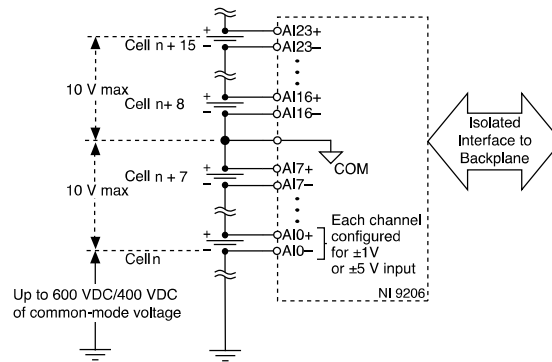 +
AI23+
Cell n + 15
−
AI23−
10 V max
+
AI16+
Cell n+ 8
−
AI16−
COM
+
AI7+
Cell n + 7
−
AI7−
10 V max
+
AI0+
Cell n
−
AI0−
Each channel
configured
for ±1V
or ±5 V input
NI 9206
Isolated
Interface to
Backplane
Up to 600 VDC/400 VDC
of common-mode voltage